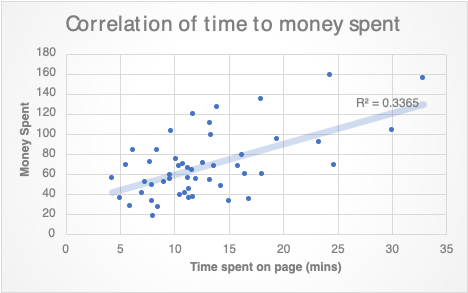 Correlation of time to money spent
180
160
140
120
100
80
60
40
20
0
R² = 0.3365
Money Spent
0 5 10 15 20 25 30 35
Time spent on page (mins)